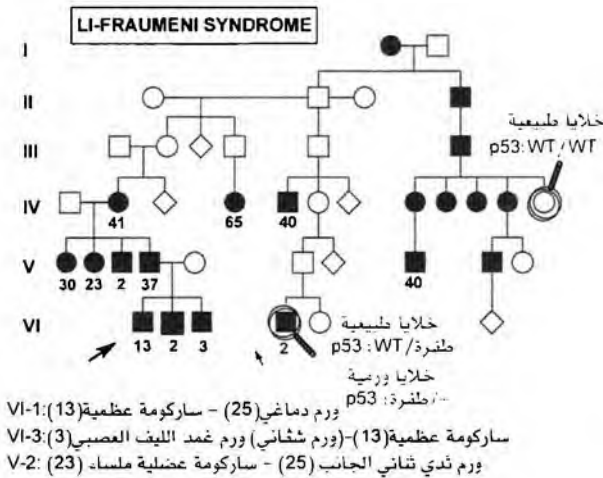 LI-FRAUMENI SYNDROME
I
II
خلايا طبيعية
p53:WT/WT
III
IV
41
65
40
V
30
23
2
37
40
VI
13
2
3
2
خلايا طبيعية
p53:WT/طفرة
خلايا ورمية
p53: طفرة/-
VI-1:ورم دماغي(25) – ساركومة عظمية(13)
VI-3:ساركومة عظمية(13)-(ورم شغاني) ورم غمد الليف العصبي(3)
V-2: ورم ثدي ثنائي الجانب (25) – ساركومة عضلية ملساء (23)